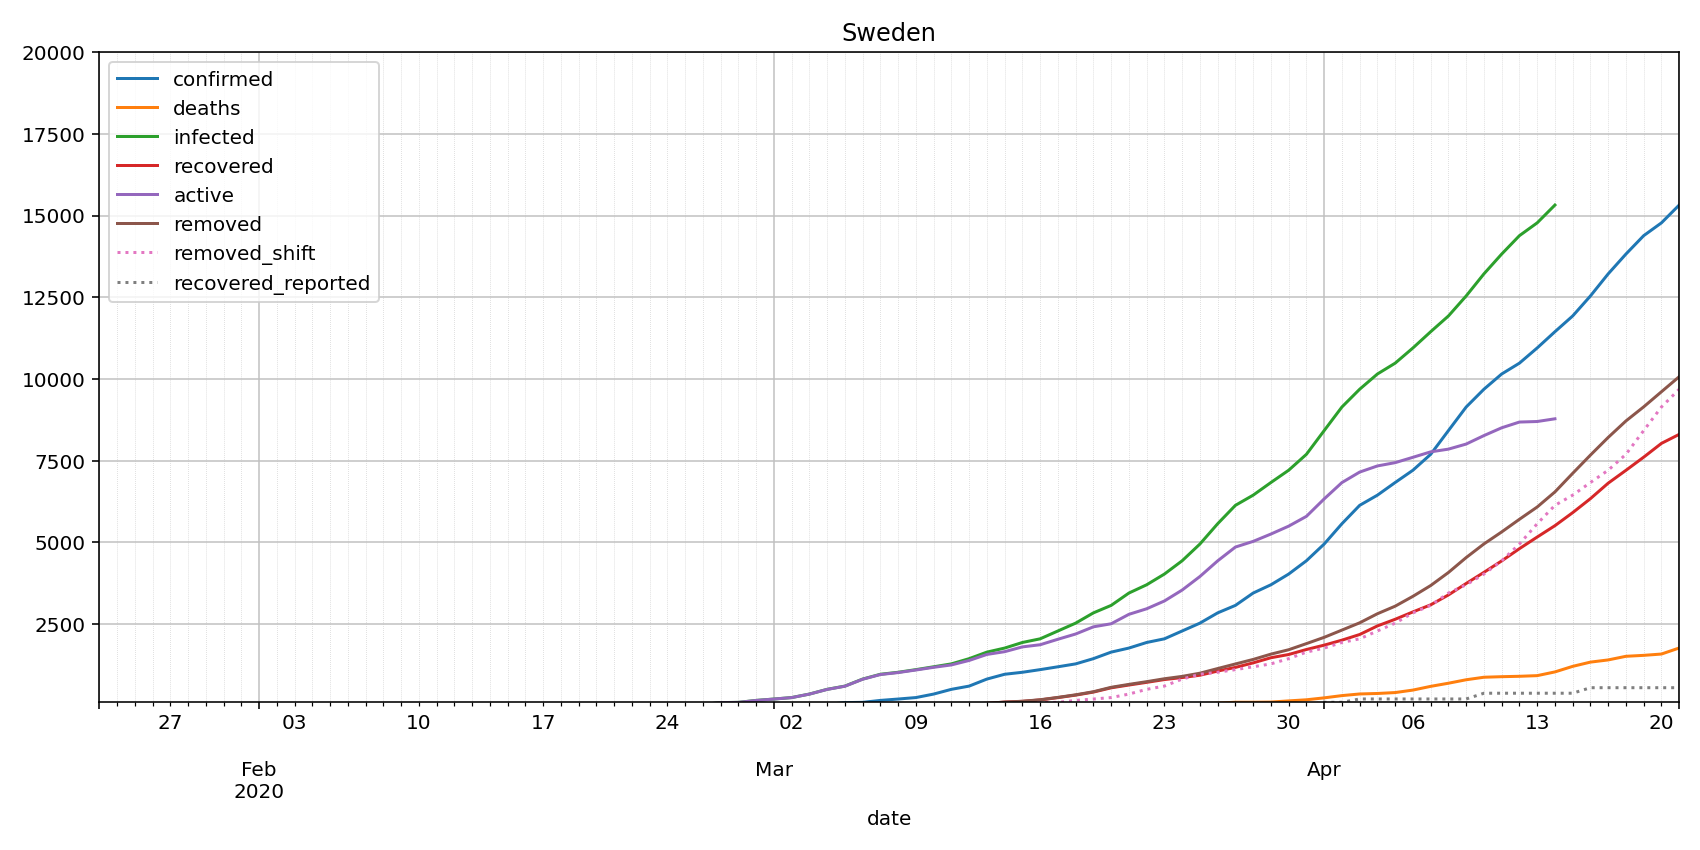 Sweden
20000
17500
15000
12500
10000
7500
5000
2500
confirmed
deaths
infected
recovered
active
removed
removed_shift
recovered_reported
27 03 10 17 24 02 09 16 23 30 06 13 20
Feb Mar Apr
2020
date